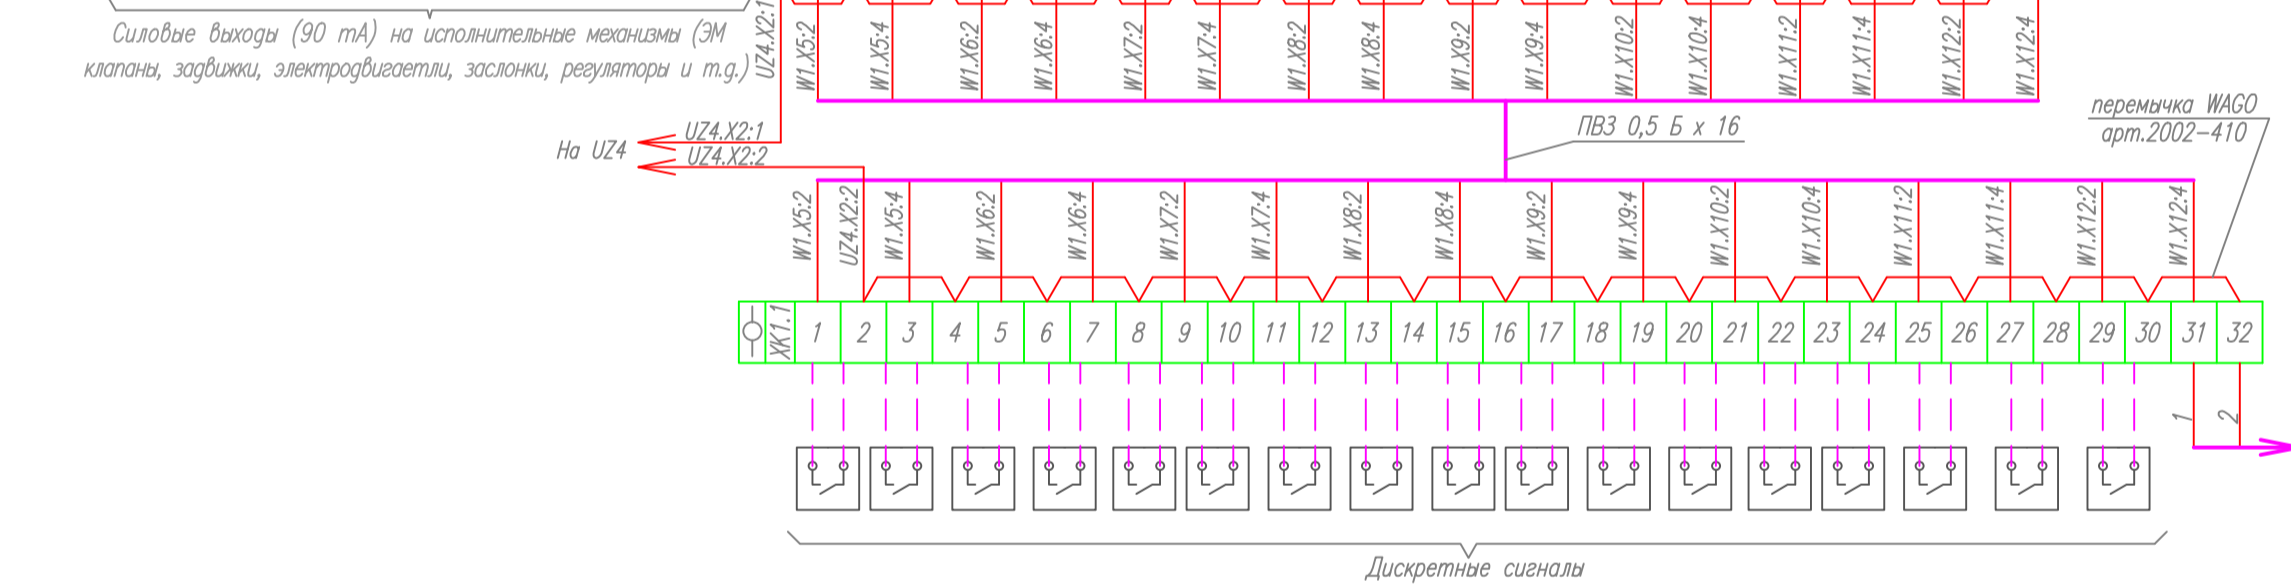 Силовые выходы (90 mA) на исполнительные механизмы (ЭМ
клапаны, задвижки, электродвигаетли, заслонки, регуляторы и т.д.)
UZ4.X2:1
W1.X5:2
W1.X5:4
W1.X6:2
W1.X6:4
W1.X7:2
W1.X7:4
W1.X8:2
W1.X8:4
W1.X9:2
W1.X9:4
W1.X10:2
W1.X10:4
W1.X11:2
W1.X11:4
W1.X12:2
W1.X12:4
На UZ4
UZ4.X2:1
UZ4.X2:2
ПВ3 0,5 Б х 16
перемычка WAGO
арт.2002-410
W1.X5:2
UZ4.X2:2
W1.X5:4
W1.X6:2
W1.X6:4
W1.X7:2
W1.X7:4
W1.X8:2
W1.X8:4
W1.X9:2
W1.X9:4
W1.X10:2
W1.X10:4
W1.X11:2
W1.X11:4
W1.X12:2
W1.X12:4
XK1.1 1 2 3 4 5 6 7 8 9 10 11 12 13 14 15 16 17 18 19 20 21 22 23 24 25 26 27 28 29 30 31 32
1
2
Дискретные сигналы